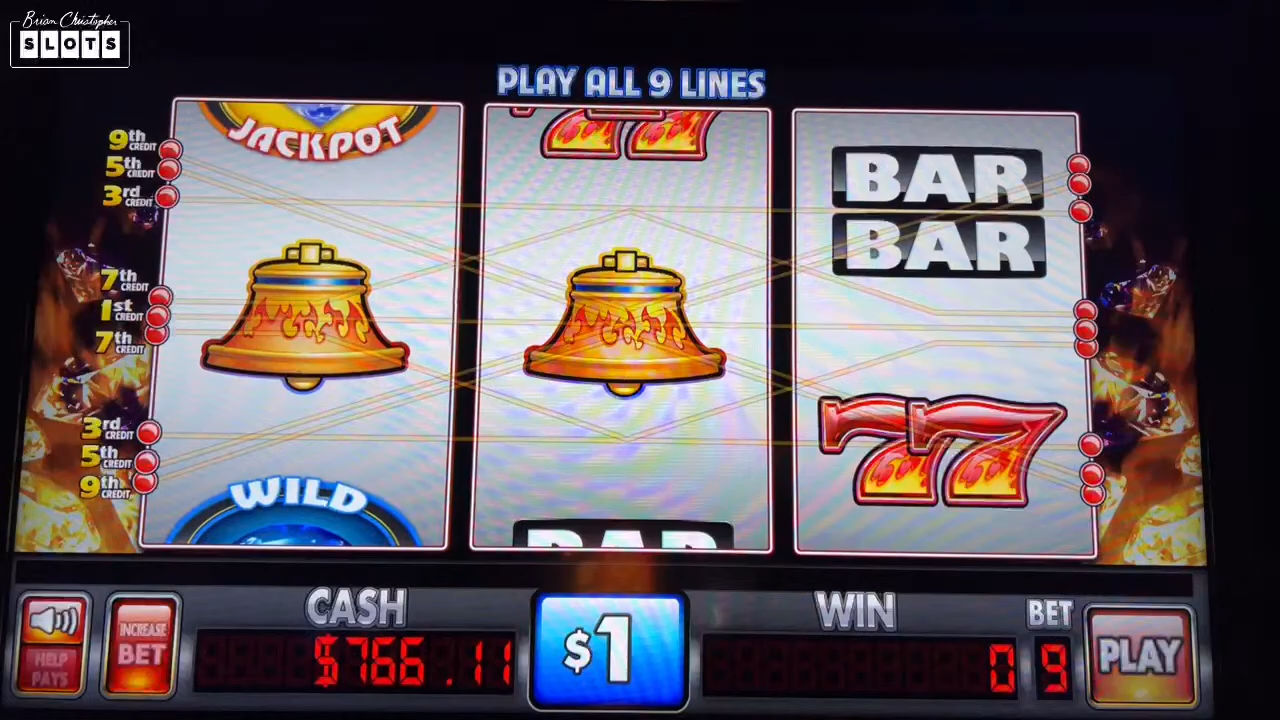 Brian Christopher
SLOTS
PLAY ALL 9 LINES
JACKPOT
77
BAR
BAR
9th CREDIT
5th CREDIT
3rd CREDIT
7th CREDIT
1st CREDIT
7th CREDIT
3rd CREDIT
5th CREDIT
9th CREDIT
77
WILD
BAR
INCREASE BET
HELP PAYS
CASH
$766.11
$1
WIN
0
BET
9
PLAY